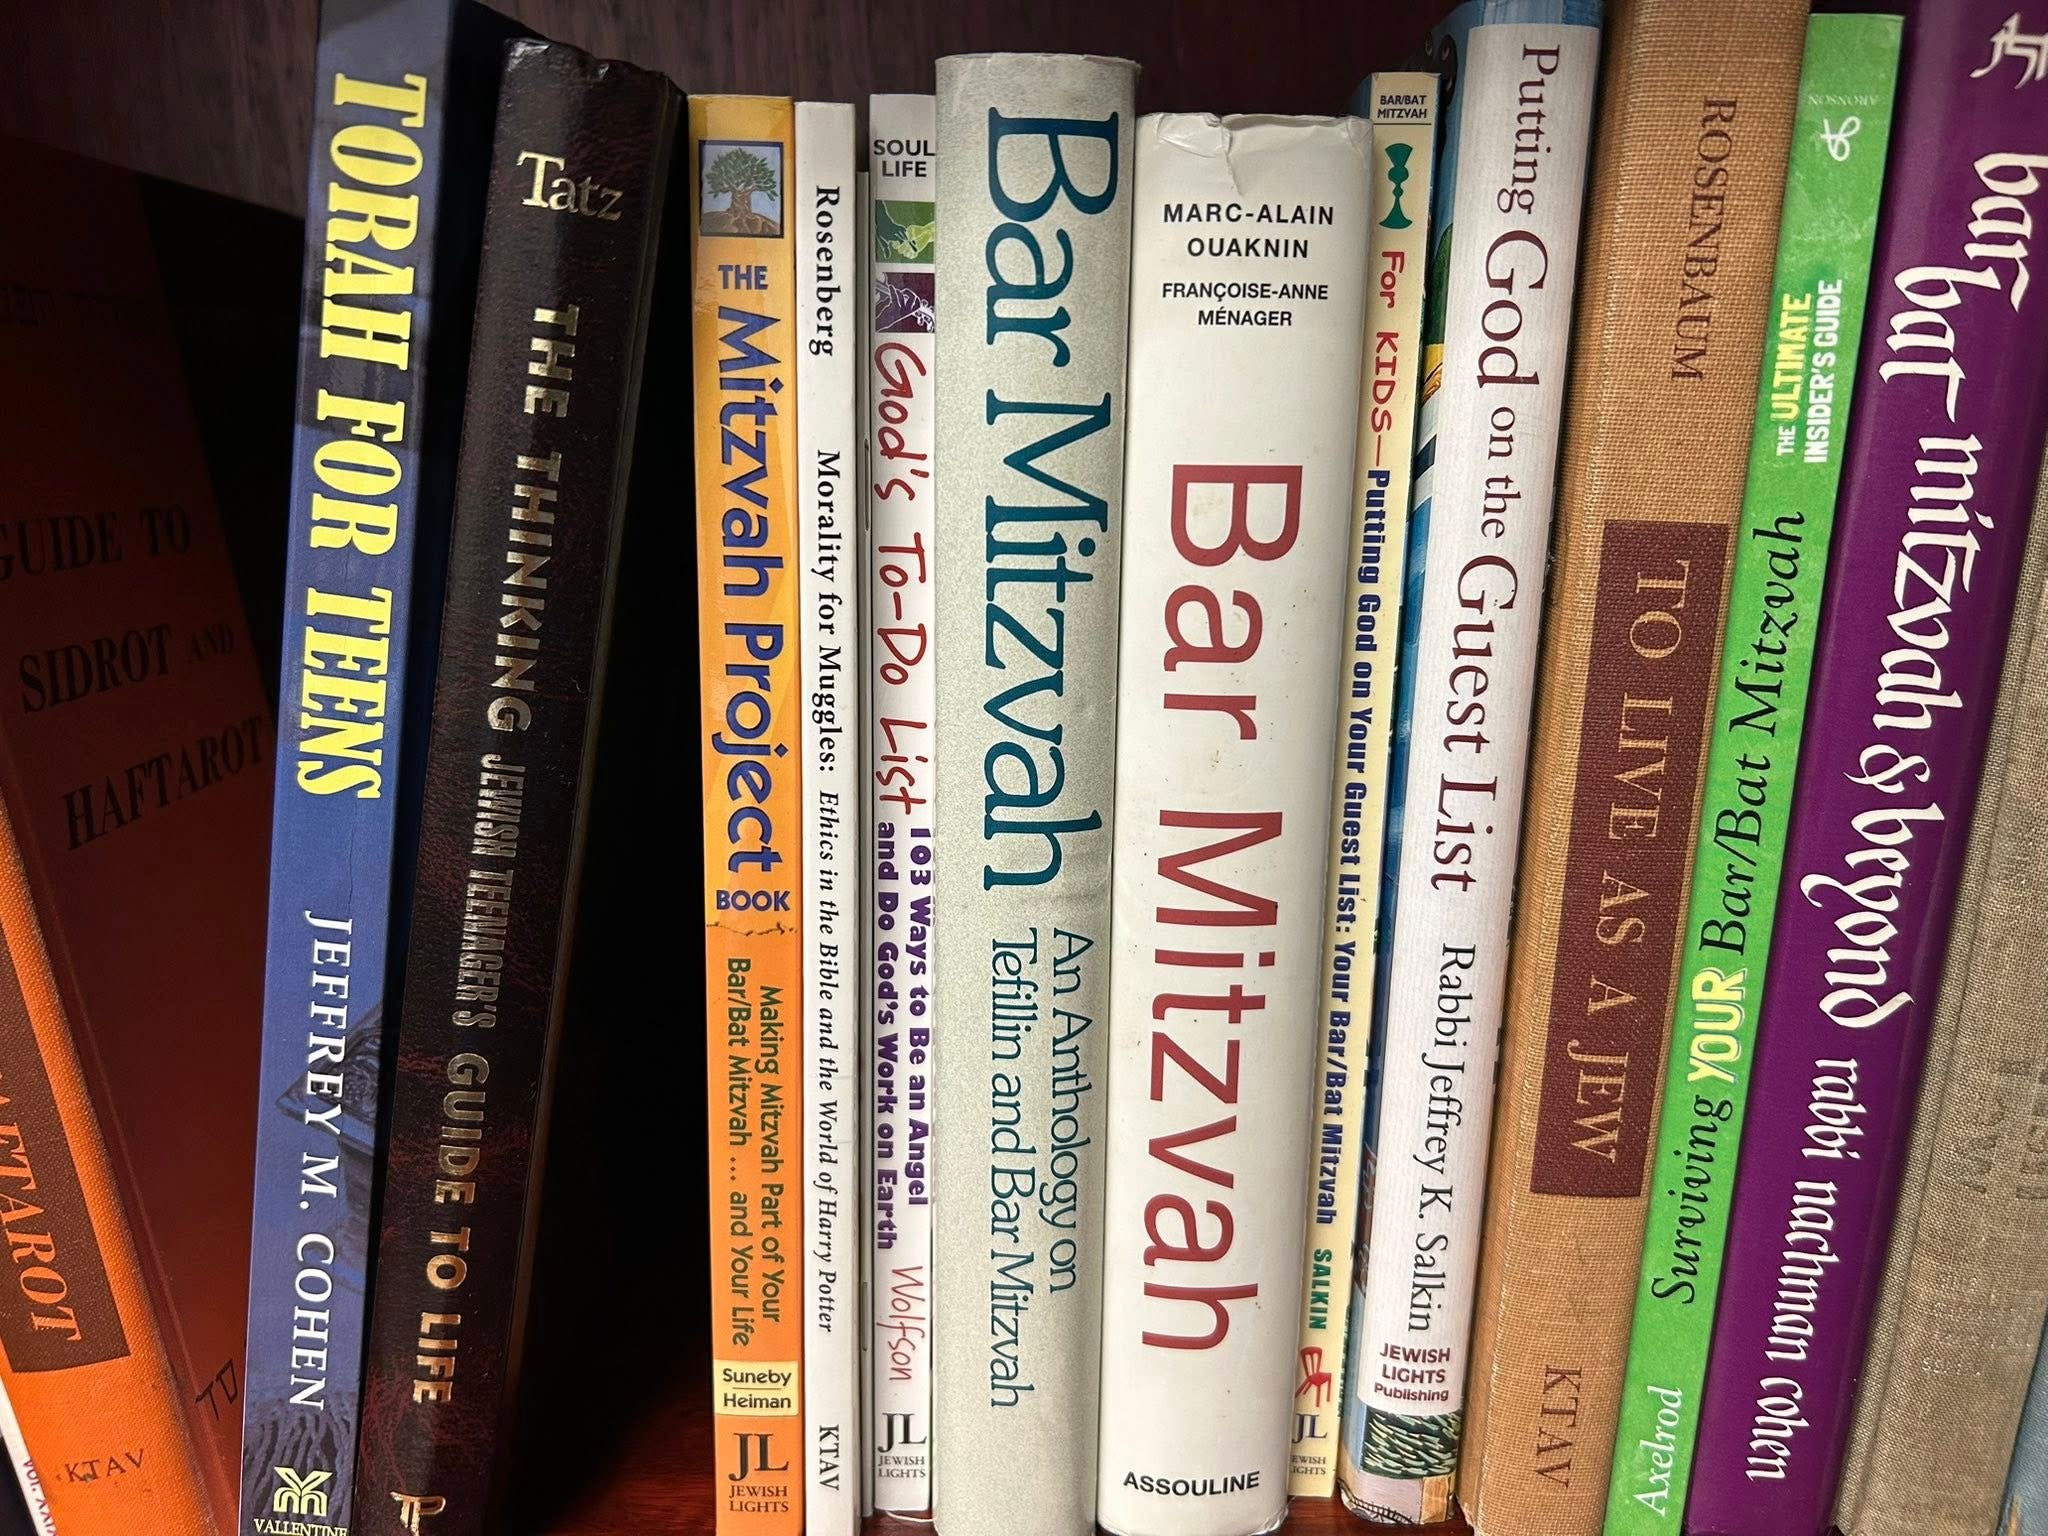 GUIDE TO
SIDROT AND
HAFTAROT
KTAV
TORAH FOR TEENS
JEFFREY M. COHEN
VALLENTINE
Tatz
THE THINKING JEWISH TEENAGER'S GUIDE TO LIFE
THE Mitzvah Project BOOK
Making Mitzvah Part of Your
Bar/Bat Mitzvah ... and Your Life
Suneby
Heiman
JL
JEWISH
LIGHTS
Rosenberg
Morality for Muggles: Ethics in the Bible and the World of Harry Potter
KTAV
SOUL
LIFE
God's To-Do List
103 Ways to Be an Angel
and Do God's Work on Earth
Wolfson
JL
JEWISH
LIGHTS
Bar Mitzvah
An Anthology on
Tefillin and Bar Mitzvah
MARC-ALAIN
OUAKNIN
FRANÇOISE-ANNE
MÉNAGER
Bar Mitzvah
ASSOULINE
BAR/BAT
MITZVAH
For KIDS—Putting God on Your Guest List: Your Bar/Bat Mitzvah
SALKIN
JL
Putting God on the Guest List
Rabbi Jeffrey K. Salkin
JEWISH
LIGHTS
Publishing
ROSENBAUM
TO LIVE AS A JEW
KTAV
ARONSON
THE ULTIMATE
INSIDER'S GUIDE
Surviving YOUR Bar/Bat Mitzvah
Axelrod
bar
bar mitzvah & beyond
rabbi nachman cohen